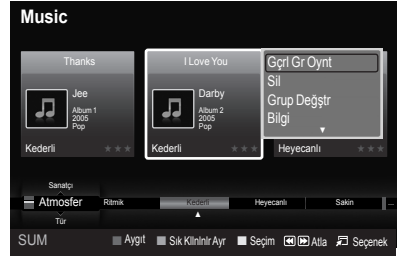 Music
Thanks
Jee
Album 1
2005
Pop
Kederli
I Love You
Darby
Album 2
2005
Pop
Kederli
Heyecanlı
Gçrl Gr Oynt
Sil
Grup Değştr
Bilgi
Sanatçı
Atmosfer
Tür
Ritmik
Kederli
Heyecanlı
Sakin
SUM
Aygıt
Sık Kllnlnlr Ayr
Seçim
Atla
Seçenek